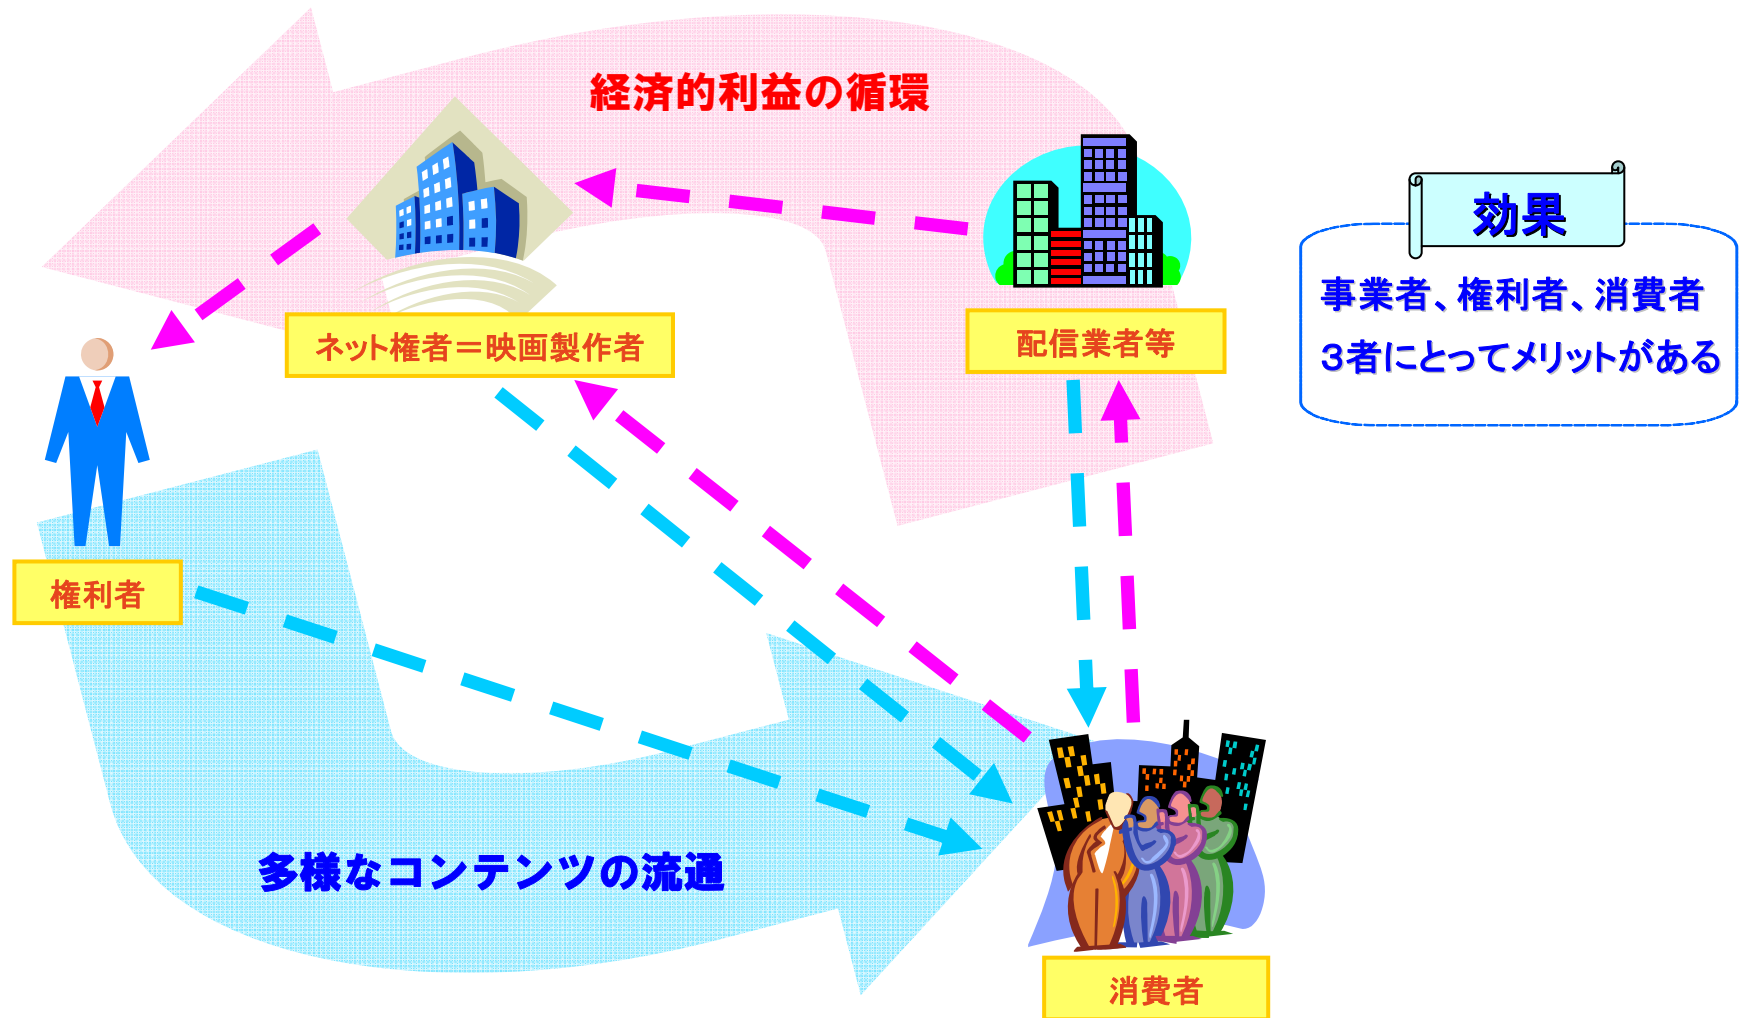 経済的利益の循環
効果
事業者、権利者、消費者
３者にとってメリットがある
ネット権者＝映画製作者
配信業者等
権利者
多様なコンテンツの流通
消費者